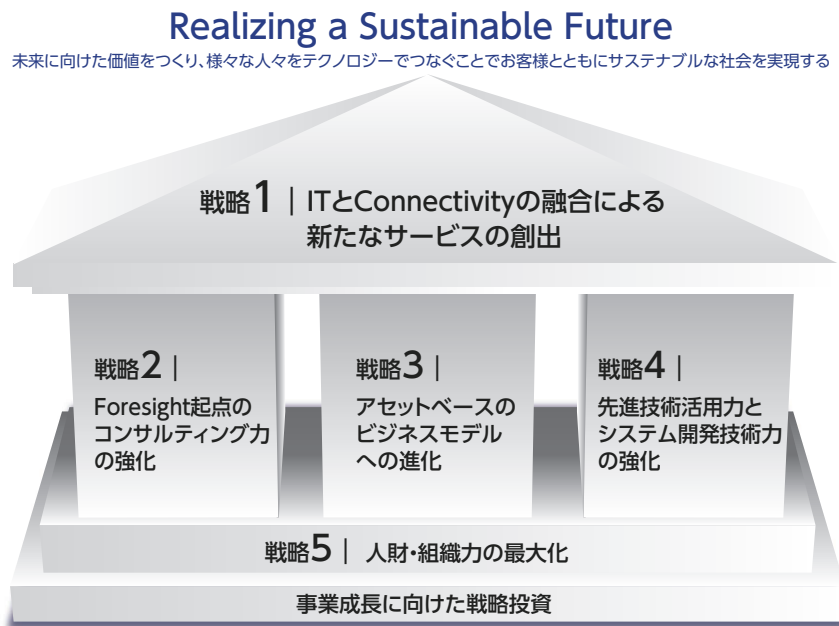 Realizing a Sustainable Future
未来に向けた価値をつくり、様々な人々をテクノロジーでつなぐことでお客様とともにサステナブルな社会を実現する
戦略1｜ITとConnectivityの融合による
新たなサービスの創出
戦略2｜
Foresight起点の
コンサルティング力
の強化
戦略3｜
アセットベースの
ビジネスモデル
への進化
戦略4｜
先進技術活用力と
システム開発技術力
の強化
戦略5｜人財・組織力の最大化
事業成長に向けた戦略投資